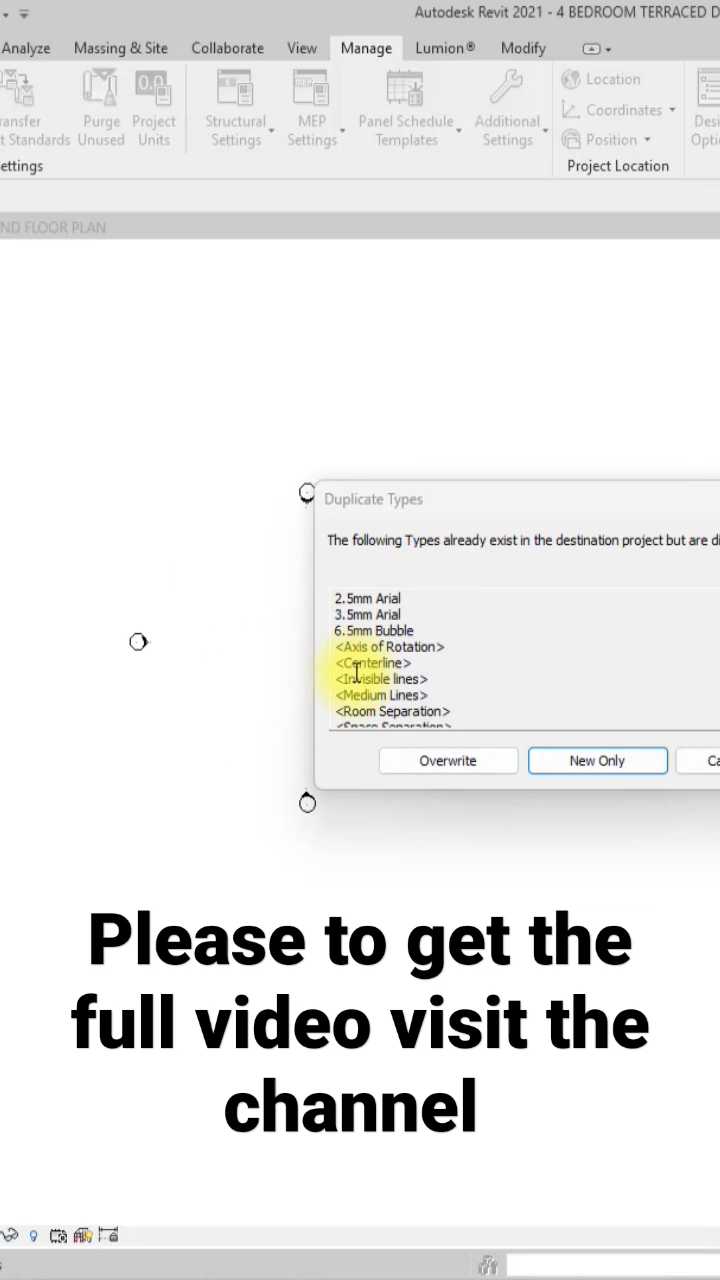 Autodesk Revit 2021 - 4 BEDROOM TERRACED D
Analyze Massing & Site Collaborate View Manage Lumion® Modify
ransfer Purge Project Structural MEP Panel Schedule Additional Location
t Standards Unused Units Settings Settings Templates Settings Coordinates
Position
ettings Project Location
ND FLOOR PLAN
Duplicate Types
The following Types already exist in the destination project but are di
2.5mm Arial
3.5mm Arial
6.5mm Bubble
<Axis of Rotation>
<Centerline>
<Invisible lines>
<Medium Lines>
<Room Separation>
<Space Separation>
Overwrite New Only Ca
Please to get the
full video visit the
channel